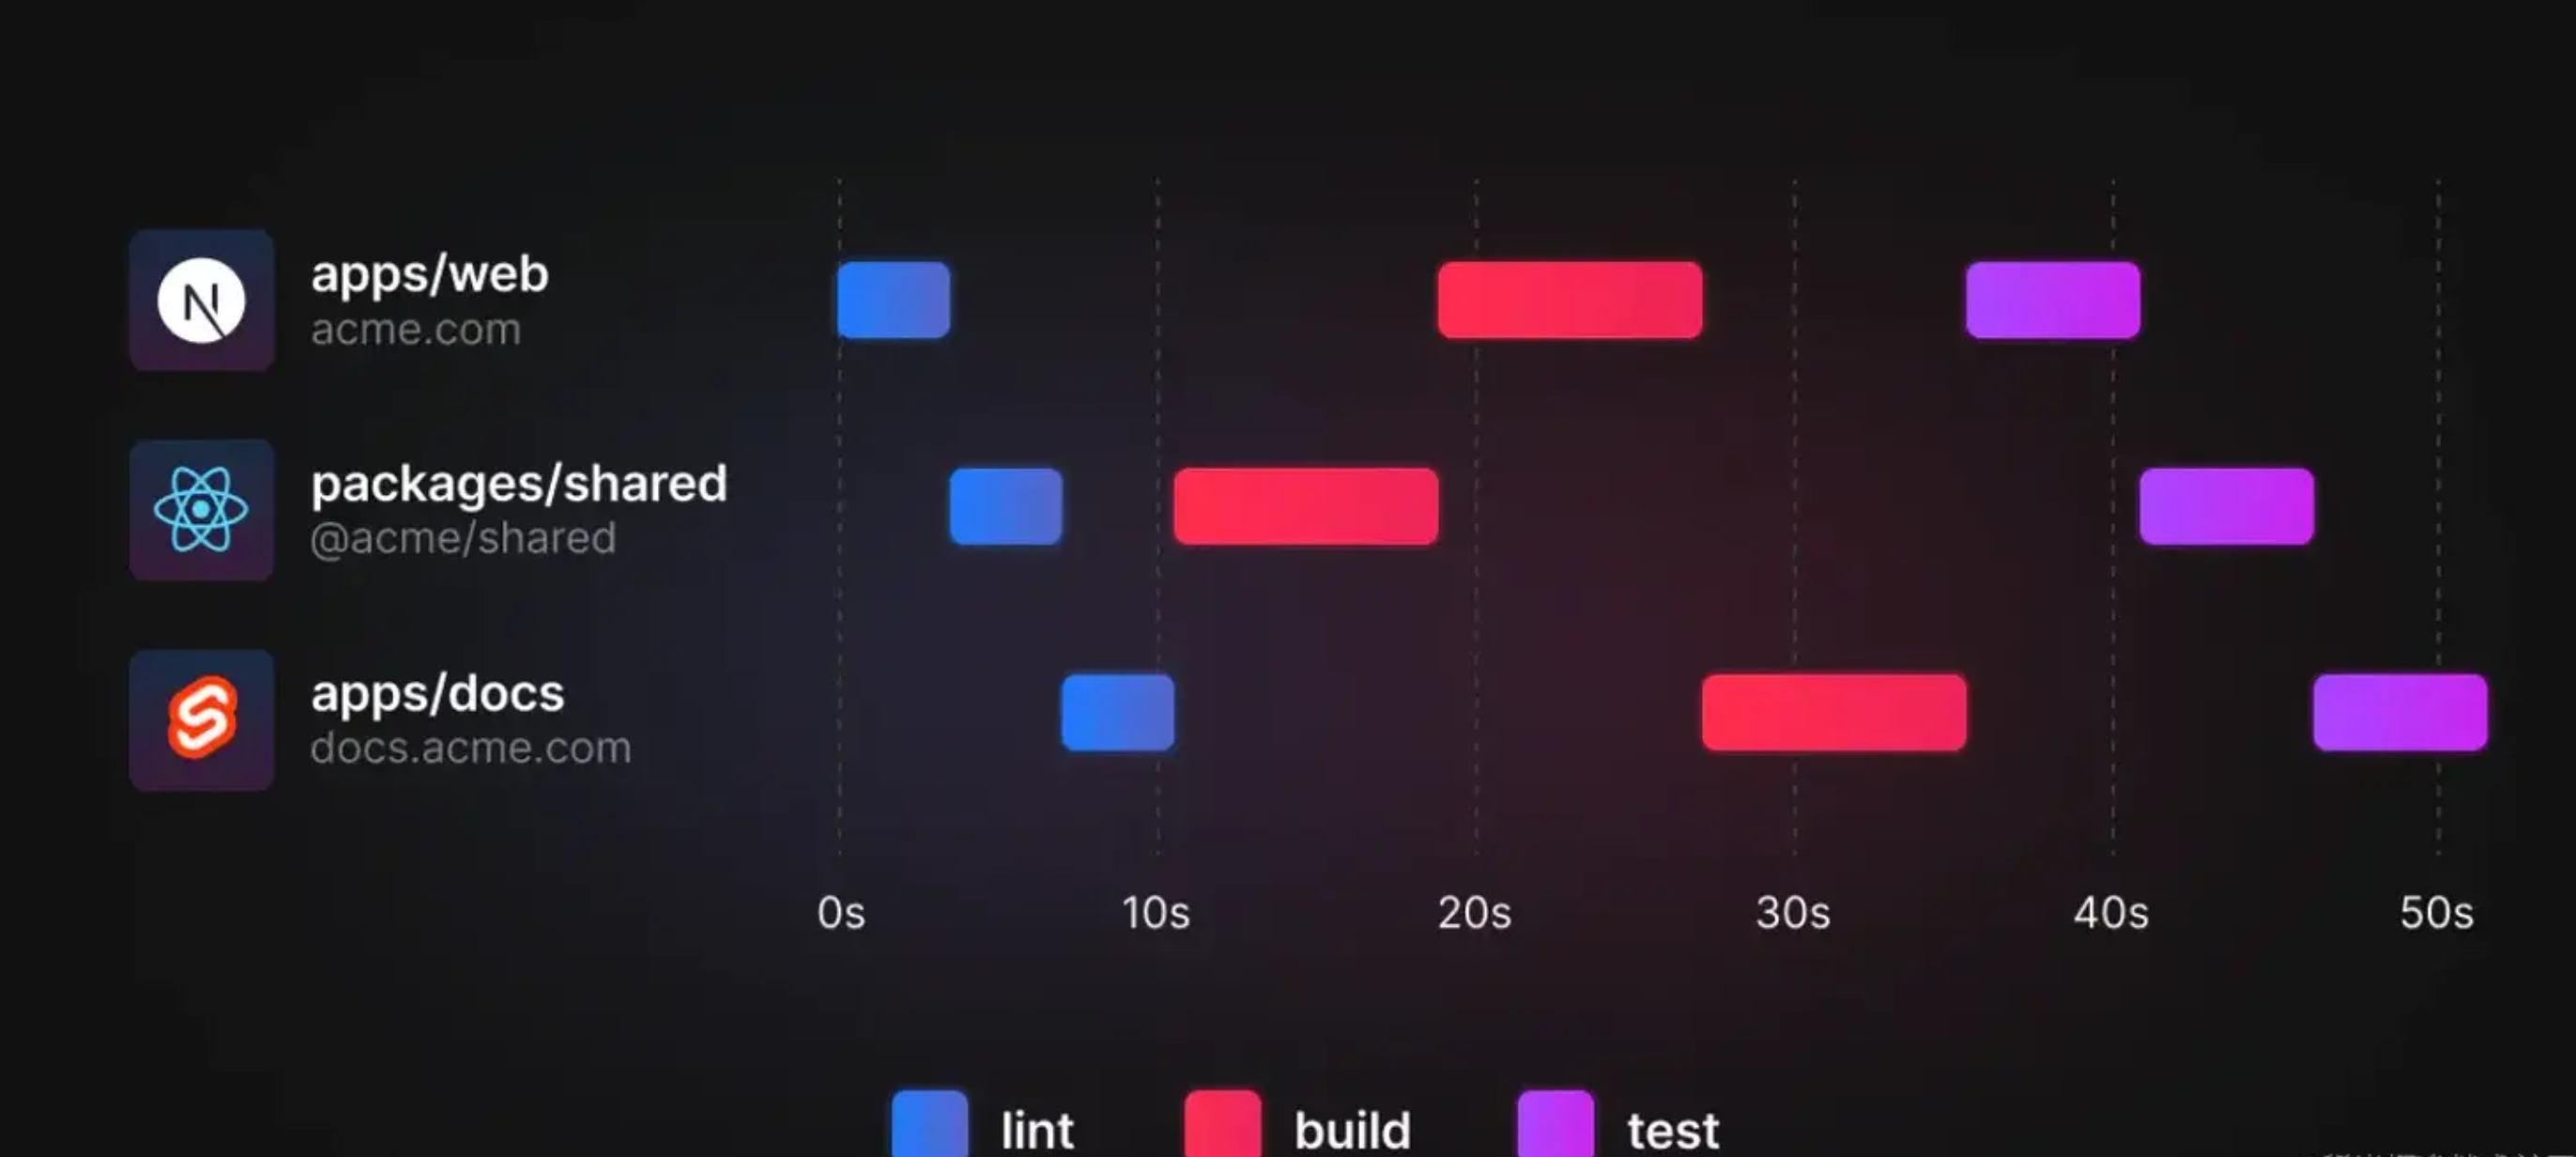 apps/web
acme.com
packages/shared
@acme/shared
apps/docs
docs.acme.com
0s 10s 20s 30s 40s 50s
lint build test